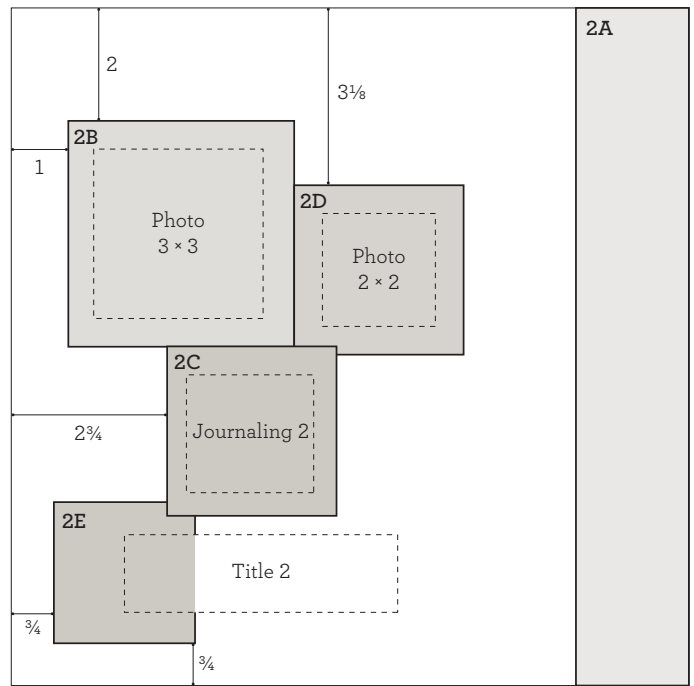 2A
2
3⅛
2B
1
Photo
3 × 3
2D
Photo
2 × 2
2C
Journaling 2
2¾
2E
Title 2
¾
¾